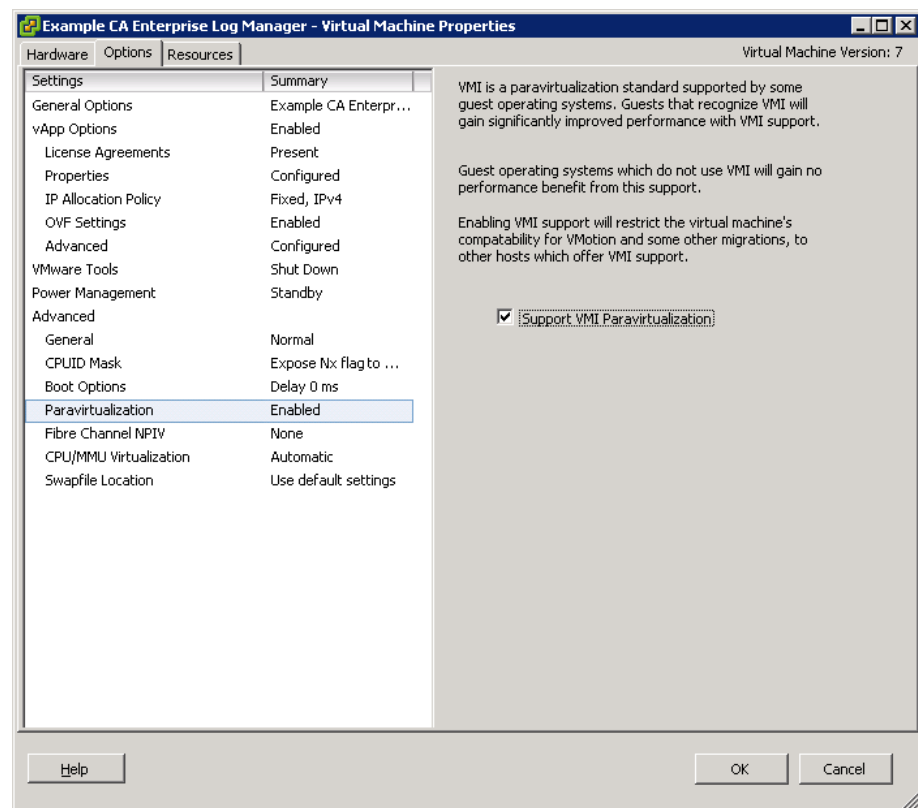 Example CA Enterprise Log Manager - Virtual Machine Properties
Hardware Options Resources Virtual Machine Version: 7
Settings Summary
General Options Example CA Enterpr...
vApp Options Enabled
License Agreements Present
Properties Configured
IP Allocation Policy Fixed, IPv4
OVF Settings Enabled
Advanced Configured
VMware Tools Shut Down
Power Management Standby
Advanced
General Normal
CPUID Mask Expose Nx flag to ...
Boot Options Delay 0 ms
Paravirtualization Enabled
Fibre Channel NPIV None
CPU/MMU Virtualization Automatic
Swapfile Location Use default settings
VMI is a paravirtualization standard supported by some
guest operating systems. Guests that recognize VMI will
gain significantly improved performance with VMI support.
Guest operating systems which do not use VMI will gain no
performance benefit from this support.
Enabling VMI support will restrict the virtual machine's
compatability for VMotion and some other migrations, to
other hosts which offer VMI support.
Support VMI Paravirtualization
Help OK Cancel